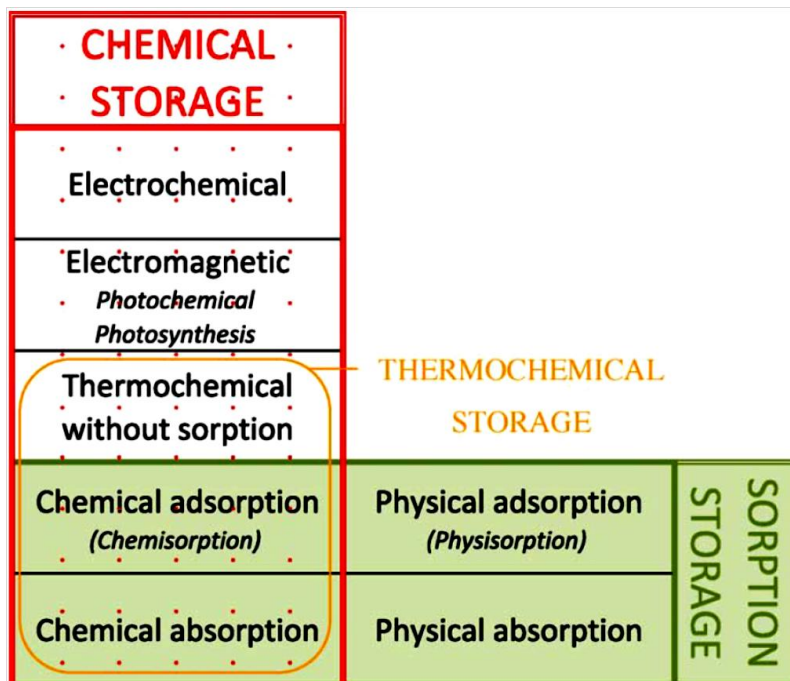 CHEMICAL
STORAGE
Electrochemical
Electromagnetic
Photochemical
Photosynthesis
Thermochemical
without sorption
THERMOCHEMICAL
STORAGE
Chemical adsorption
(Chemisorption)
Physical adsorption
(Physisorption)
Chemical absorption
Physical absorption
SORPTION
STORAGE